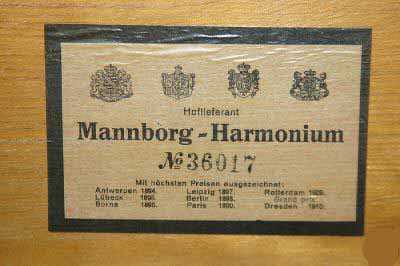 Hoflieferant
Mannborg-Harmonium
№ 36017
Mit höchsten Preisen ausgezeichnet:
Antwerpen 1894. Leipzig 1897. Rotterdam 1909.
Lübeck 1895. Berlin 1898. Grand prix.
Borna 1896. Paris 1900. Dresden 1910.